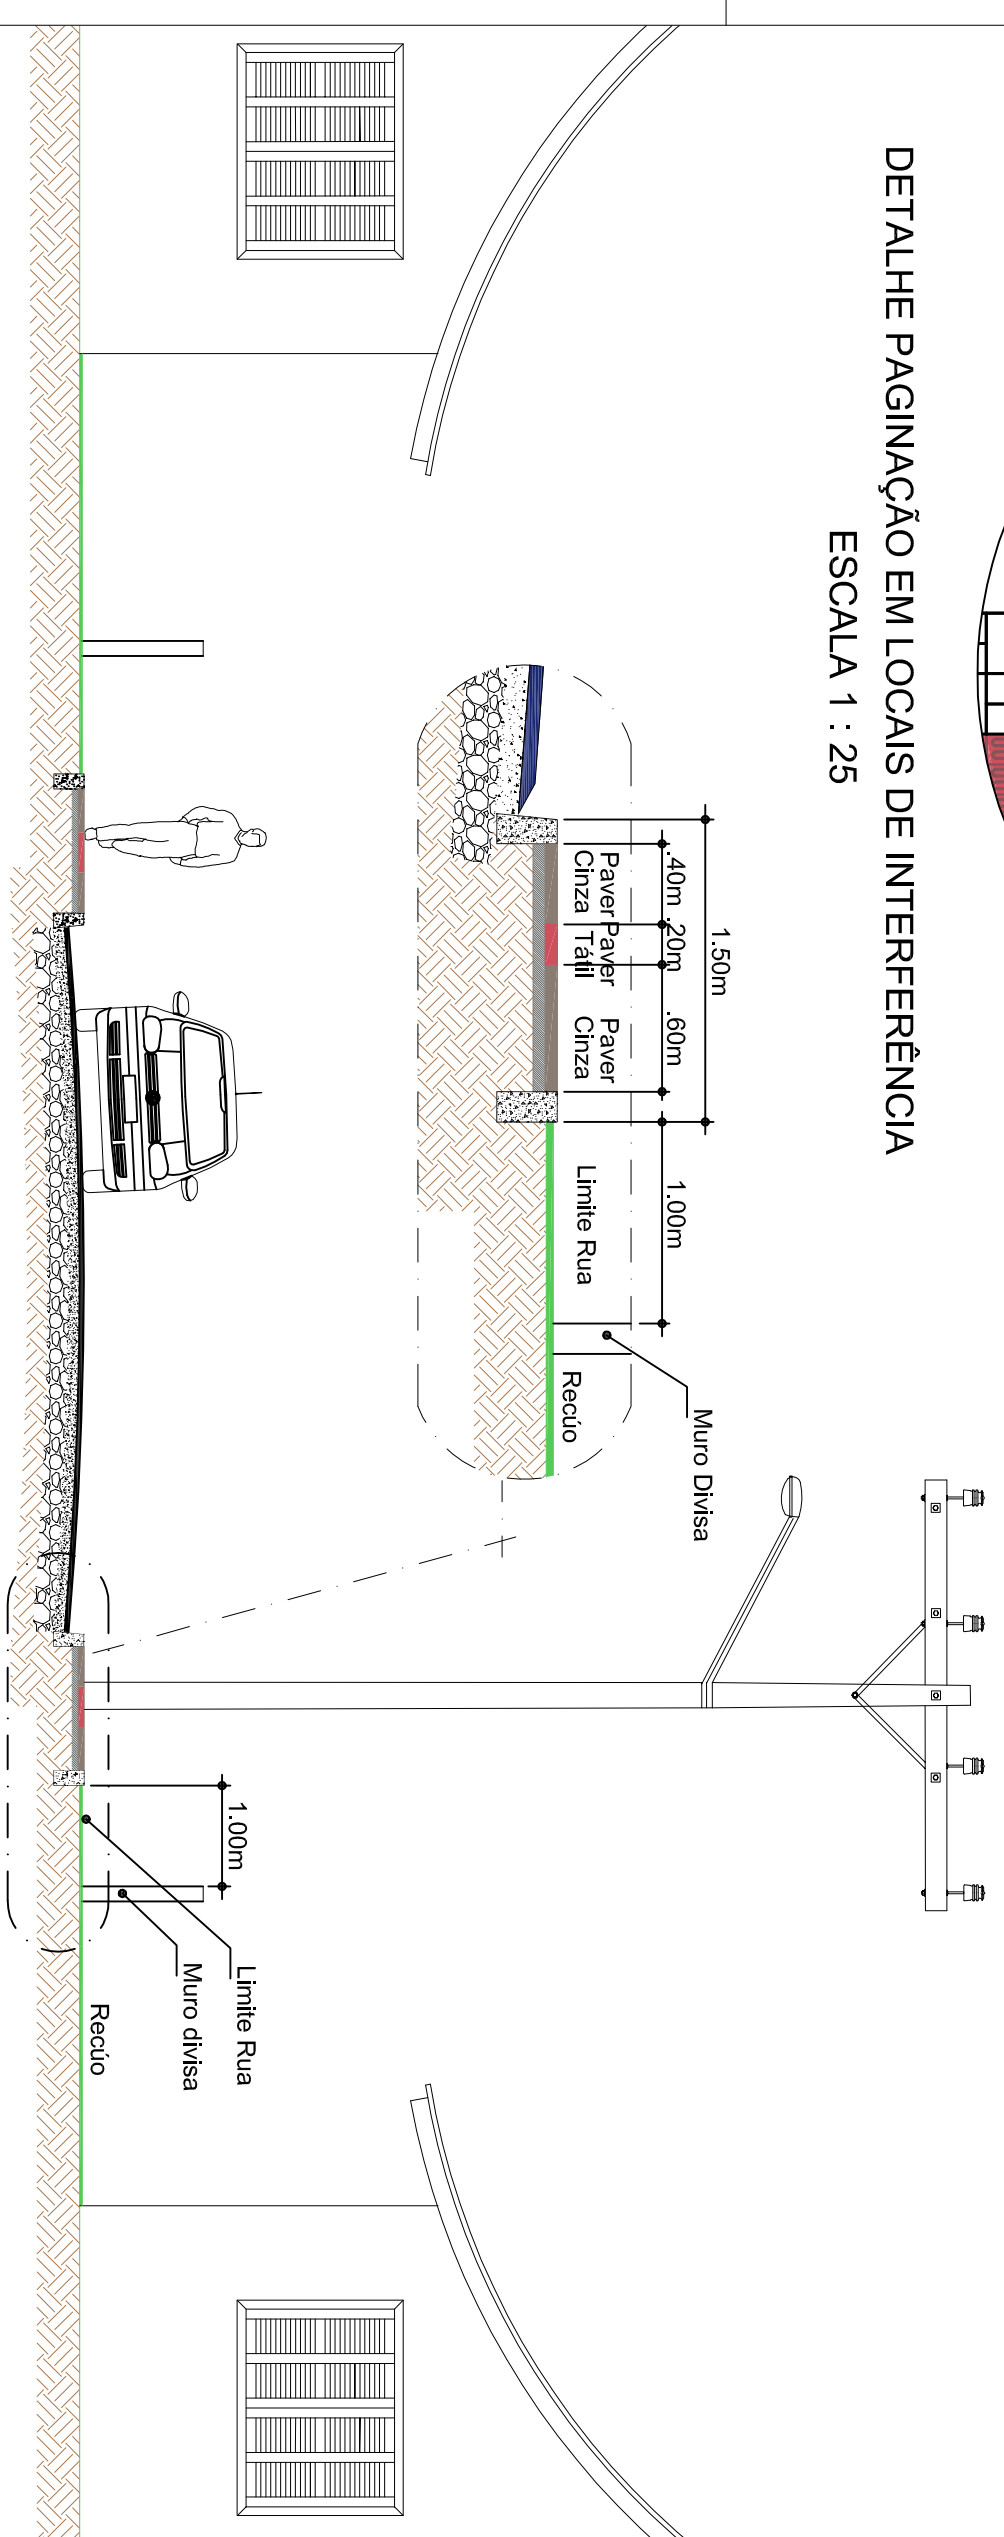 DETALHE PAGINAÇÃO EM LOCAIS DE INTERFERÊNCIA
ESCALA 1 : 25
1.50m
.40m
.20m
.60m
1.00m
Paver
Cinza
Paver
Tátil
Paver
Cinza
Limite Rua
Muro Divisa
Recúo
1.00m
Limite Rua
Muro divisa
Recúo